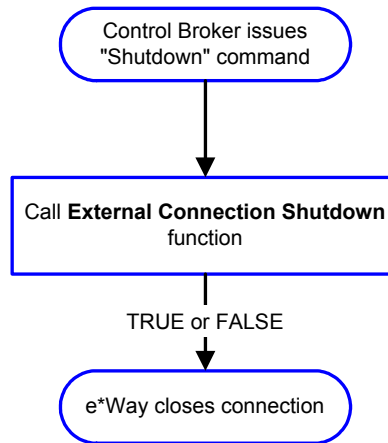 Control Broker issues
"Shutdown" command
Call External Connection Shutdown
function
TRUE or FALSE
e*Way closes connection